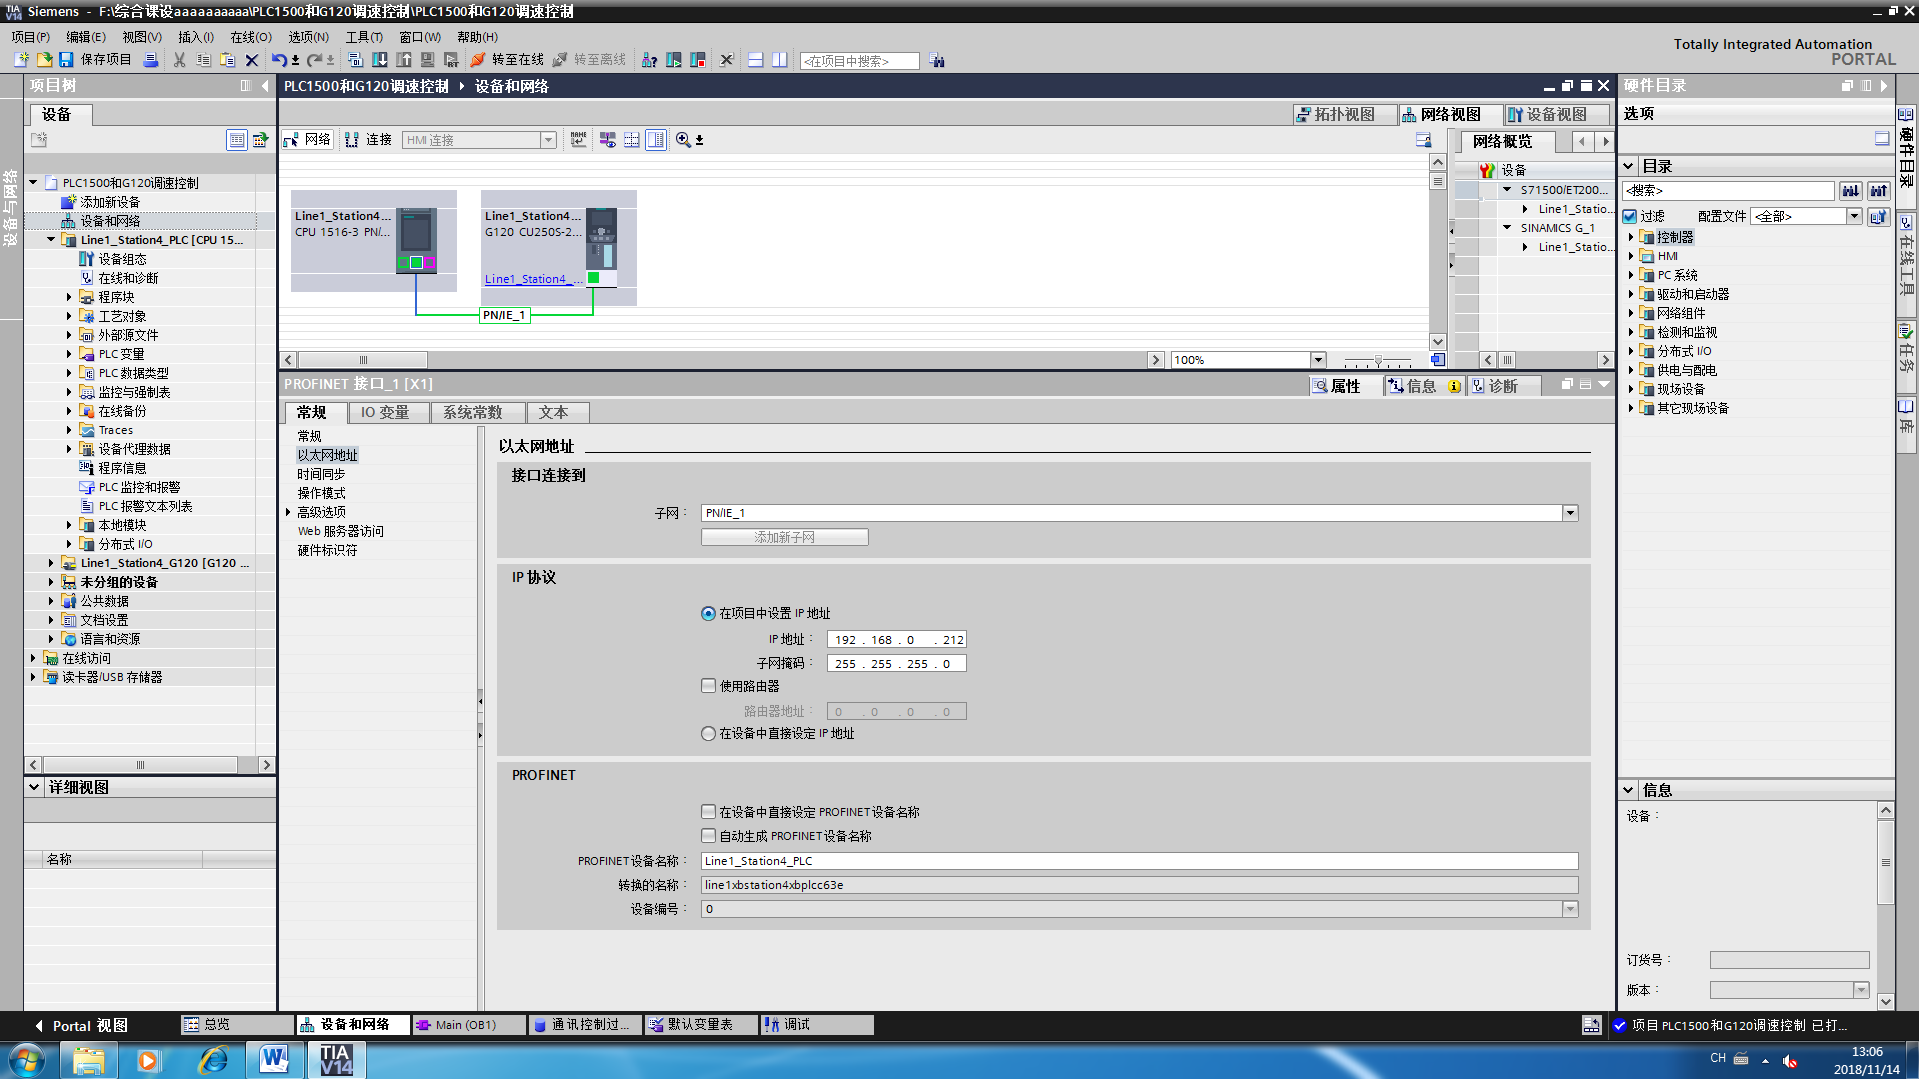 Siemens - F:\综合课设aaaaaaaaaa\PLC1500和G120调速控制\PLC1500和G120调速控制
项目(P) 编辑(E) 视图(V) 插入(I) 在线(O) 选项(N) 工具(T) 窗口(W) 帮助(H)
Totally Integrated Automation
PORTAL
保存项目 转至在线 转至离线 <在项目中搜索>
项目树
设备
设备与网络
PLC1500和G120调速控制
添加新设备
设备和网络
Line1_Station4_PLC [CPU 15...
设备组态
在线和诊断
程序块
工艺对象
外部源文件
PLC 变量
PLC 数据类型
监控与强制表
在线备份
Traces
设备代理数据
程序信息
PLC 监控和报警
PLC 报警文本列表
本地模块
分布式 I/O
Line1_Station4_G120 [G120 ...
未分组的设备
公共数据
文档设置
语言和资源
在线访问
读卡器/USB 存储器
详细视图
名称
PLC1500和G120调速控制 设备和网络
拓扑视图 网络视图 设备视图
网络 连接 HMI 连接
Line1_Station4...
CPU 1516-3 PN/...
Line1_Station4...
G120 CU250S-2...
Line1_Station4_...
PN/IE_1
100%
网络概览
设备
S71500/ET200...
Line1_Statio...
SINAMICS G_1
Line1_Statio...
PROFINET 接口_1 [X1]
属性 信息 诊断
常规 IO 变量 系统常数 文本
常规
以太网地址
时间同步
操作模式
高级选项
Web 服务器访问
硬件标识符
以太网地址
接口连接到
子网： PN/IE_1
添加新子网
IP 协议
在项目中设置 IP 地址
IP 地址： 192 . 168 . 0 . 212
子网掩码： 255 . 255 . 255 . 0
使用路由器
路由器地址： 0 . 0 . 0 . 0
在设备中直接设定 IP 地址
PROFINET
在设备中直接设定 PROFINET 设备名称
自动生成 PROFINET 设备名称
PROFINET 设备名称： Line1_Station4_PLC
转换的名称： line1xbstation4xbplcc63e
设备编号： 0
硬件目录
选项
目录
<搜索>
过滤 配置文件 <全部>
控制器
HMI
PC 系统
驱动和启动器
网络组件
检测和监视
分布式 I/O
供电与配电
现场设备
其它现场设备
信息
设备：
订货号：
版本：
硬件目录
在线工具
任务
库
Portal 视图 总览 设备和网络 Main (OB1) 通讯控制过... 默认变量表 调试
项目 PLC1500和G120调速控制 已打...
TIA
V14
CH
13:06
2018/11/14